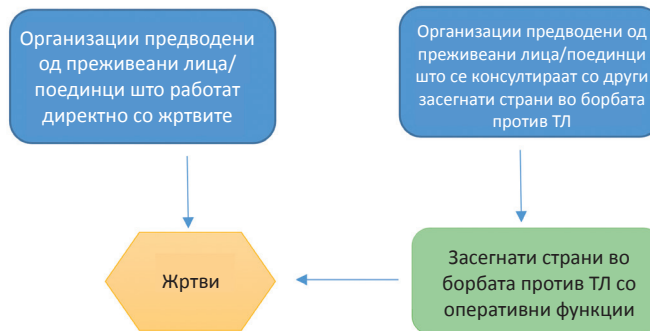 Организации предводени
од преживеани лица/
поединци што работат
директно со жртвите
Организации предводени од
преживеани лица/поединци
што се консултираат со други
засегнати страни во борбата
против ТЛ
Жртви
Засегнати страни во
борбата против ТЛ со
оперативни функции